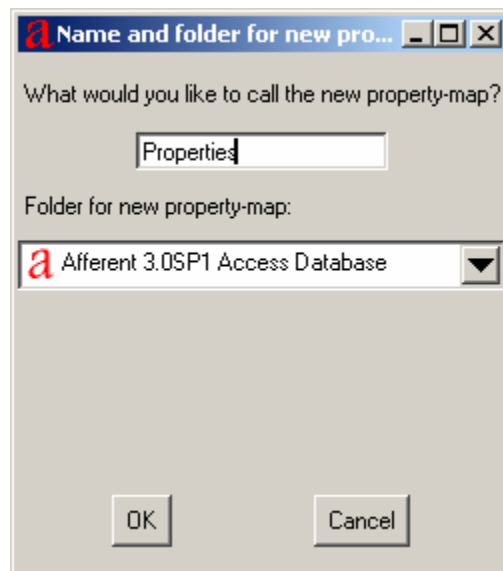 a Name and folder for new pro...
What would you like to call the new property-map?
Properties
Folder for new property-map:
a Afferent 3.0SP1 Access Database
OK Cancel